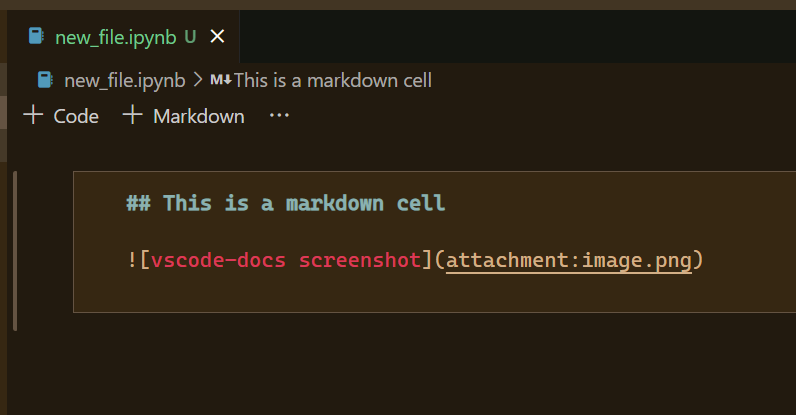 new_file.ipynb U
new_file.ipynb > M↓This is a markdown cell
+ Code + Markdown ...
## This is a markdown cell
![vscode-docs screenshot](attachment:image.png)